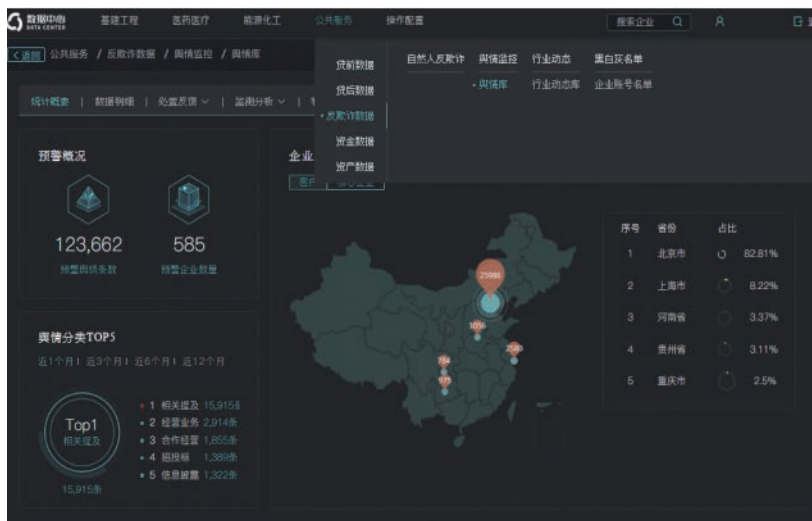 数据中心 基建工程 医药医疗 能源化工 公共服务 操作配置 搜索企业
DATA CENTER
<返回 公共服务 / 反欺诈数据 / 舆情监控 / 舆情库
贷前数据 自然人反欺诈 舆情监控 行业动态 黑白灰名单
贷后数据 舆情库 行业动态库 企业账号名单
反欺诈数据
资金数据
资产数据
统计概要 | 数据明细 | 处置反馈 | 监测分析 |
预警概况
123,662 585
预警舆情条数 预警企业数量
企业
客户
舆情分类TOP5
近1个月 | 近3个月 | 近6个月 | 近12个月
Top1
相关提及
15,915条
1 相关提及 15,915条
2 经营业务 2,914条
3 合作经营 1,855条
4 招投标 1,389条
5 信息披露 1,322条
25986
序号 省份 占比
1 北京市 82.81%
2 上海市 8.22%
3 河南省 3.37%
4 贵州省 3.11%
5 重庆市 2.5%